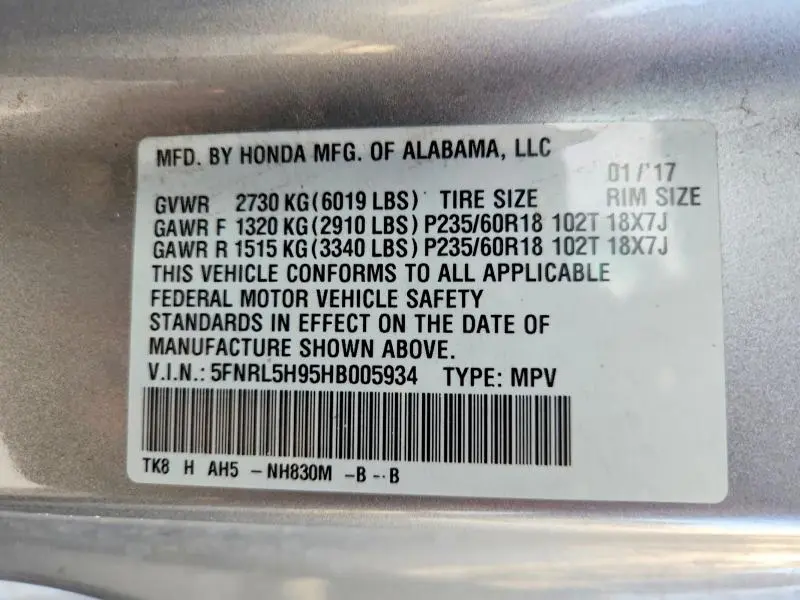 MFD. BY HONDA MFG. OF ALABAMA, LLC
01/'17
GVWR 2730 KG(6019 LBS) TIRE SIZE RIM SIZE
GAWR F 1320 KG(2910 LBS) P235/60R18 102T 18X7J
GAWR R 1515 KG(3340 LBS) P235/60R18 102T 18X7J
THIS VEHICLE CONFORMS TO ALL APPLICABLE
FEDERAL MOTOR VEHICLE SAFETY
STANDARDS IN EFFECT ON THE DATE OF
MANUFACTURE SHOWN ABOVE.
V.I.N.: 5FNRL5H95HB005934 TYPE: MPV
TK8 H AH5 -NH830M -B --B